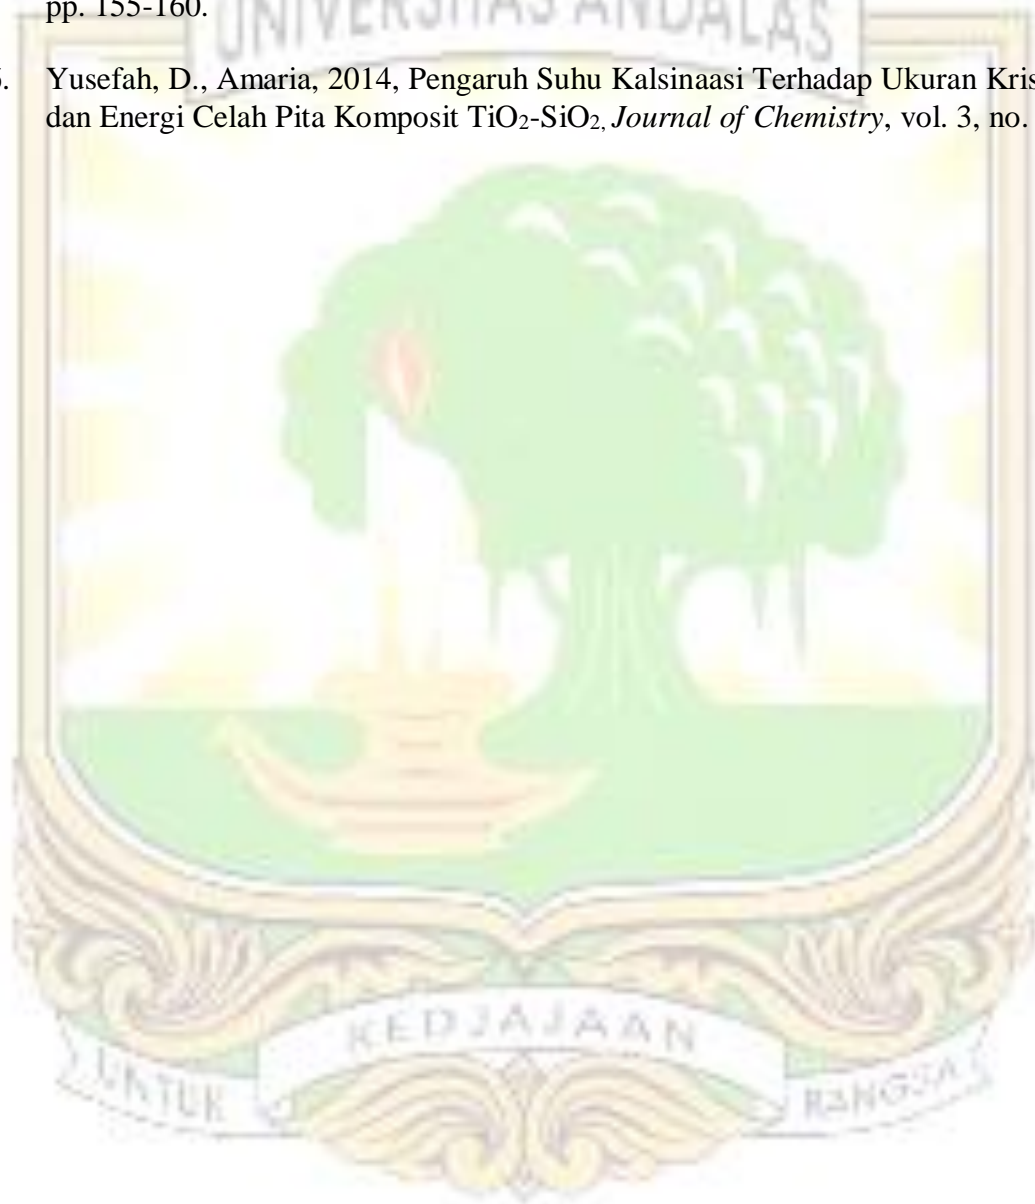 pp. 155-160.
UNIVERSITAS ANDALAS
Yusefah, D., Amaria, 2014, Pengaruh Suhu Kalsinaasi Terhadap Ukuran Kris
dan Energi Celah Pita Komposit TiO₂-SiO₂, Journal of Chemistry, vol. 3, no.
KEDJAJAAN
UNTUK
BANGSA